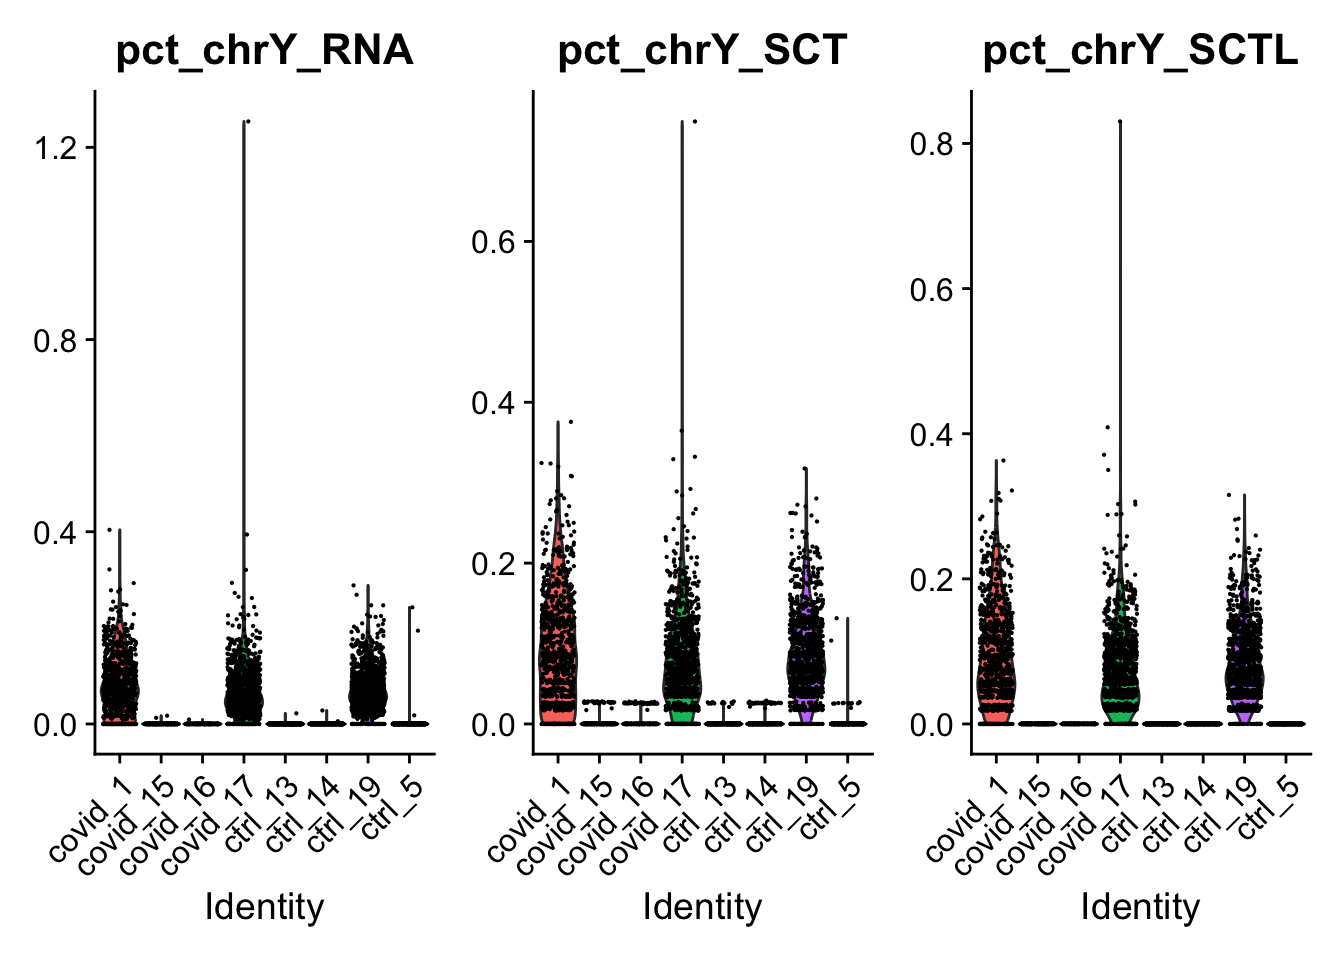 pct_chrY_RNA
1.2
0.8
0.4
0.0
covid_1
covid_15
covid_16
covid_17
ctrl_13
ctrl_14
ctrl_19
ctrl_5
Identity
pct_chrY_SCT
0.6
0.4
0.2
0.0
covid_1
covid_15
covid_16
covid_17
ctrl_13
ctrl_14
ctrl_19
ctrl_5
Identity
pct_chrY_SCTL
0.8
0.6
0.4
0.2
0.0
covid_1
covid_15
covid_16
covid_17
ctrl_13
ctrl_14
ctrl_19
ctrl_5
Identity